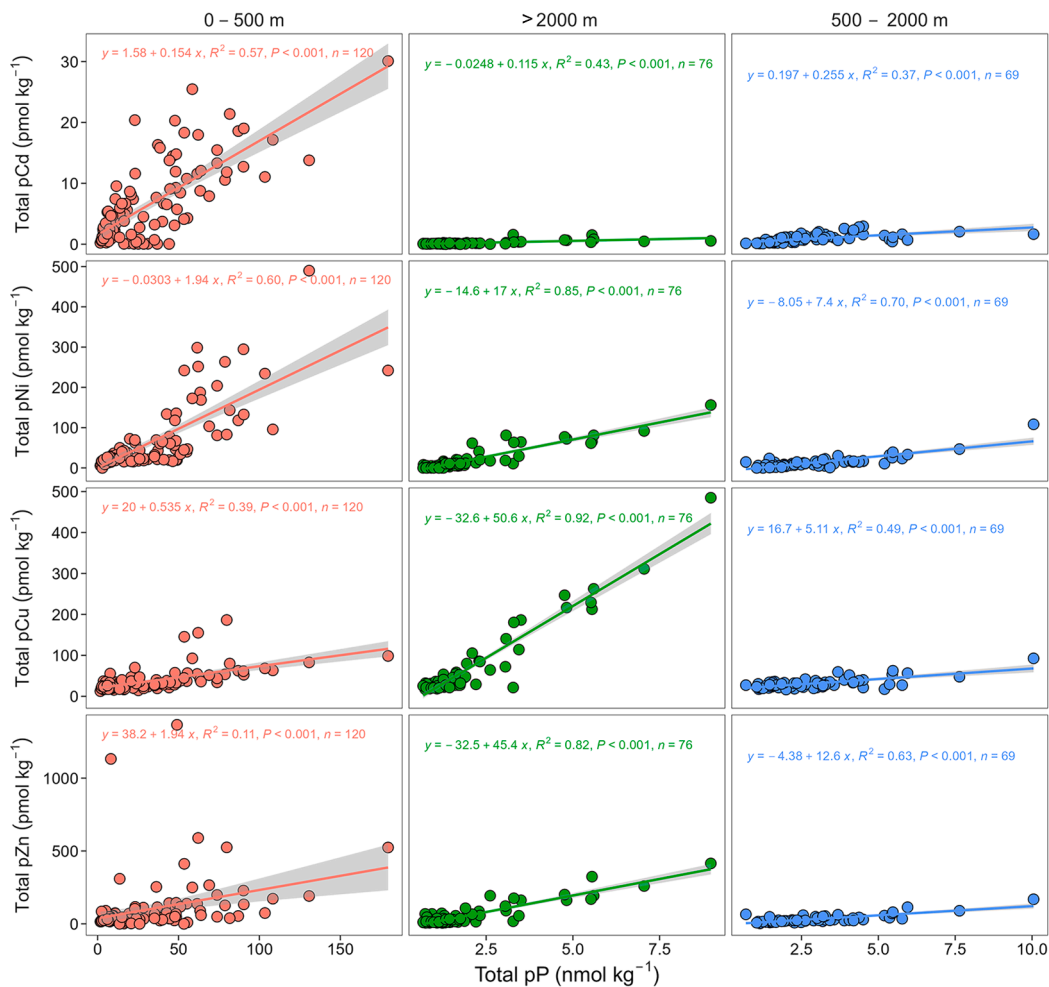 0 – 500 m
> 2000 m
500 – 2000 m
Total pCd (pmol kg⁻¹)
30
20
10
0
y = 1.58 + 0.154 x, R² = 0.57, P < 0.001, n = 120
y = − 0.0248 + 0.115 x, R² = 0.43, P < 0.001, n = 76
y = 0.197 + 0.255 x, R² = 0.37, P < 0.001, n = 69
Total pNi (pmol kg⁻¹)
500
400
300
200
100
0
y = − 0.0303 + 1.94 x, R² = 0.60, P < 0.001, n = 120
y = − 14.6 + 17 x, R² = 0.85, P < 0.001, n = 76
y = − 8.05 + 7.4 x, R² = 0.70, P < 0.001, n = 69
Total pCu (pmol kg⁻¹)
500
400
300
200
100
0
y = 20 + 0.535 x, R² = 0.39, P < 0.001, n = 120
y = − 32.6 + 50.6 x, R² = 0.92, P < 0.001, n = 76
y = 16.7 + 5.11 x, R² = 0.49, P < 0.001, n = 69
Total pZn (pmol kg⁻¹)
1000
500
0
y = 38.2 + 1.94 x, R² = 0.11, P < 0.001, n = 120
y = − 32.5 + 45.4 x, R² = 0.82, P < 0.001, n = 76
y = − 4.38 + 12.6 x, R² = 0.63, P < 0.001, n = 69
0 50 100 150
2.5 5.0 7.5
2.5 5.0 7.5 10.0
Total pP (nmol kg⁻¹)